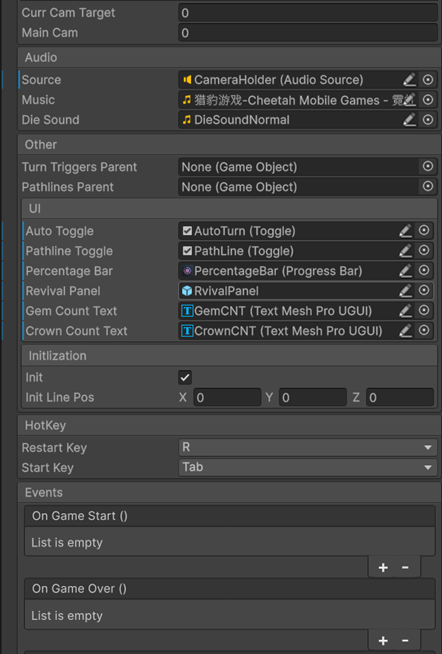 Curr Cam Target 0
Main Cam 0
Audio
Source CameraHolder (Audio Source)
Music 猎豹游戏-Cheetah Mobile Games - 霓
Die Sound DieSoundNormal
Other
Turn Triggers Parent None (Game Object)
Pathlines Parent None (Game Object)
UI
Auto Toggle AutoTurn (Toggle)
Pathline Toggle PathLine (Toggle)
Percentage Bar PercentageBar (Progress Bar)
Revival Panel RvivalPanel
Gem Count Text GemCNT (Text Mesh Pro UGUI)
Crown Count Text CrownCNT (Text Mesh Pro UGUI)
Initlization
Init
Init Line Pos X 0 Y 0 Z 0
HotKey
Restart Key R
Start Key Tab
Events
On Game Start ()
List is empty
+ -
On Game Over ()
List is empty
+ -